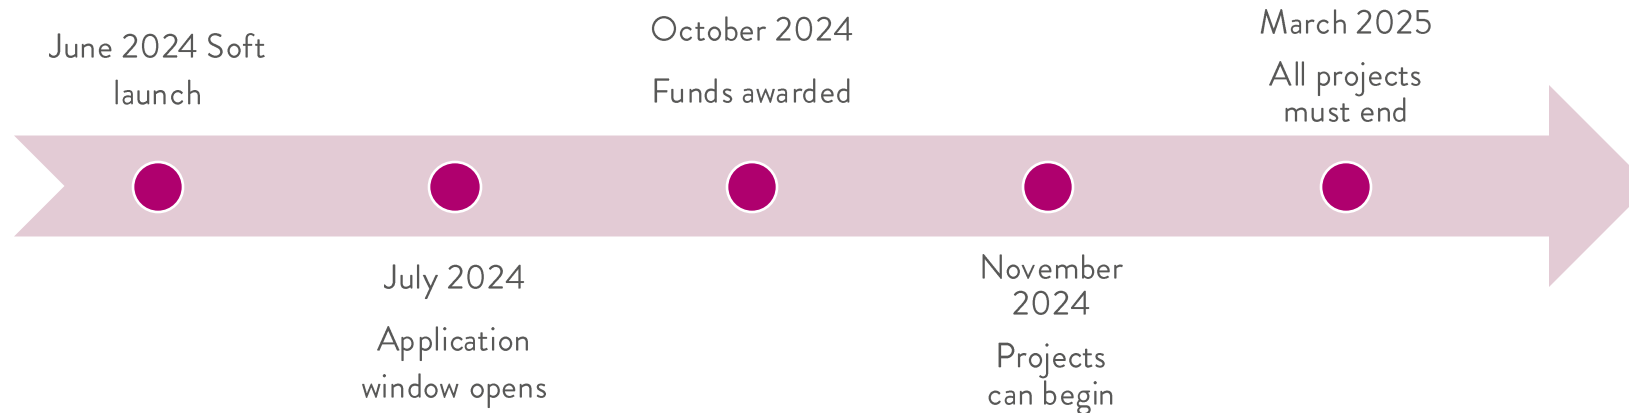 June 2024 Soft
launch
July 2024
Application
window opens
October 2024
Funds awarded
November
2024
Projects
can begin
March 2025
All projects
must end